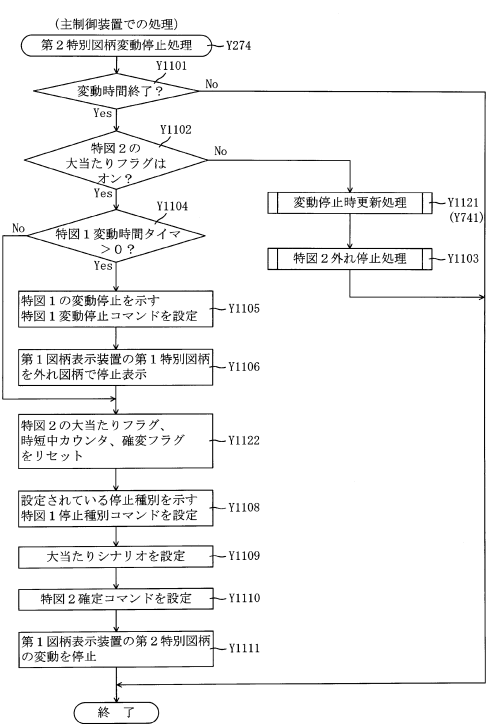 (主制御装置での処理)
第2特別図柄変動停止処理
Y274
Y1101
変動時間終了?
No
Yes
Y1102
特図2の
大当たりフラグは
オン?
No
Yes
変動停止時更新処理
Y1121
(Y741)
特図2外れ停止処理
Y1103
Y1104
No
特図1変動時間タイマ
>0?
Yes
特図1の変動停止を示す
特図1変動停止コマンドを設定
Y1105
第1図柄表示装置の第1特別図柄
を外れ図柄で停止表示
Y1106
特図2の大当たりフラグ、
時短中カウンタ、確変フラグ
をリセット
Y1122
設定されている停止種別を示す
特図1停止種別コマンドを設定
Y1108
大当たりシナリオを設定
Y1109
特図2確定コマンドを設定
Y1110
第1図柄表示装置の第2特別図柄
の変動を停止
Y1111
終 了